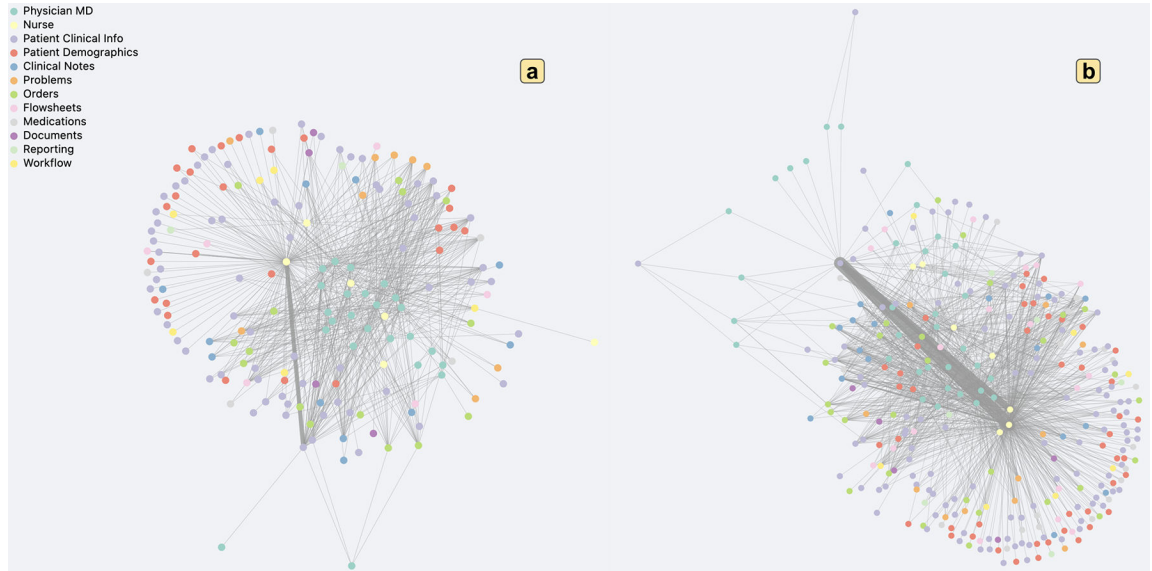 Physician MD
Nurse
Patient Clinical Info
Patient Demographics
Clinical Notes
Problems
Orders
Flowsheets
Medications
Documents
Reporting
Workflow
a
b